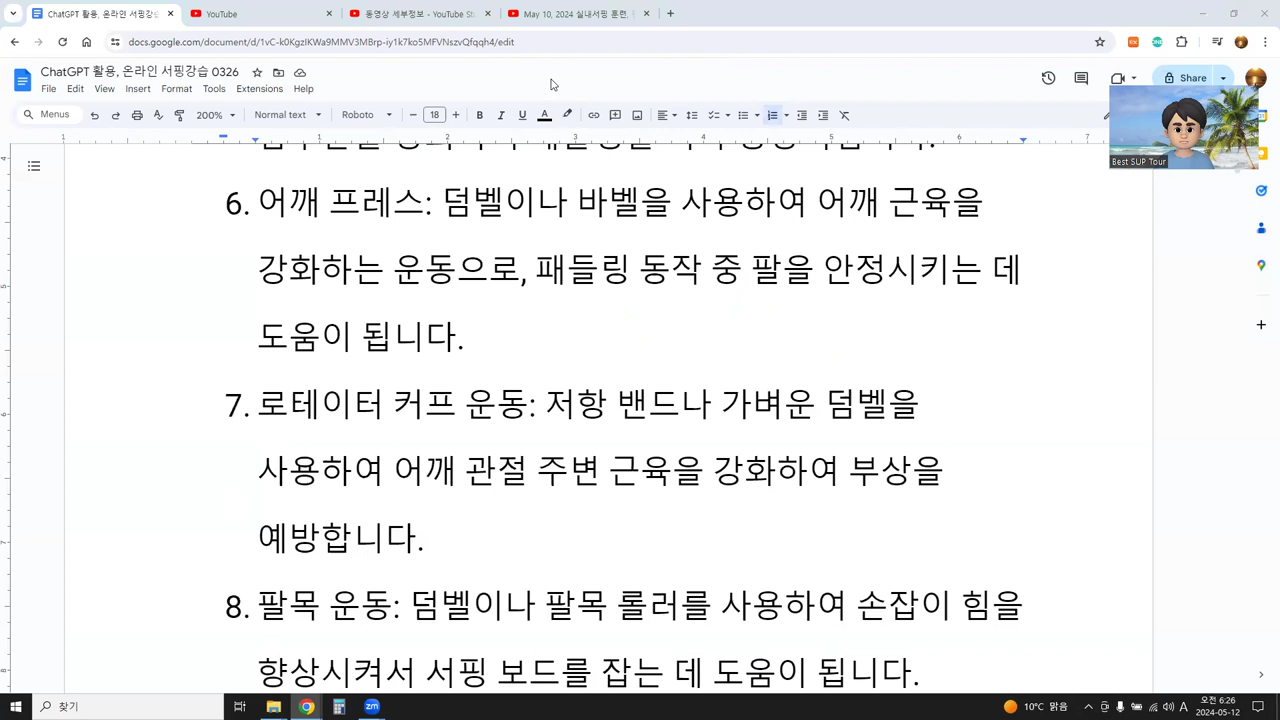 ChatGPT 활용, 온라인 서핑강습
YouTube
동영상 세부정보 - YouTube St
May 10, 2024 실내서핑 훈련,
docs.google.com/document/d/1vC-k0KgzIKWa9MMV3MBrp-iy1k7ko5MFVNszvQfqqh4/edit
ChatGPT 활용, 온라인 서핑강습 0326
File Edit View Insert Format Tools Extensions Help
Share
Menus 200% Normal text Roboto 18
Best SUP Tour
6. 어깨 프레스: 덤벨이나 바벨을 사용하여 어깨 근육을
강화하는 운동으로, 패들링 동작 중 팔을 안정시키는 데
도움이 됩니다.
7. 로테이터 커프 운동: 저항 밴드나 가벼운 덤벨을
사용하여 어깨 관절 주변 근육을 강화하여 부상을
예방합니다.
8. 팔목 운동: 덤벨이나 팔목 롤러를 사용하여 손잡이 힘을
향상시켜서 서핑 보드를 잡는 데 도움이 됩니다.
찾기
10°C 맑음
A
오전 6:26
2024-05-12